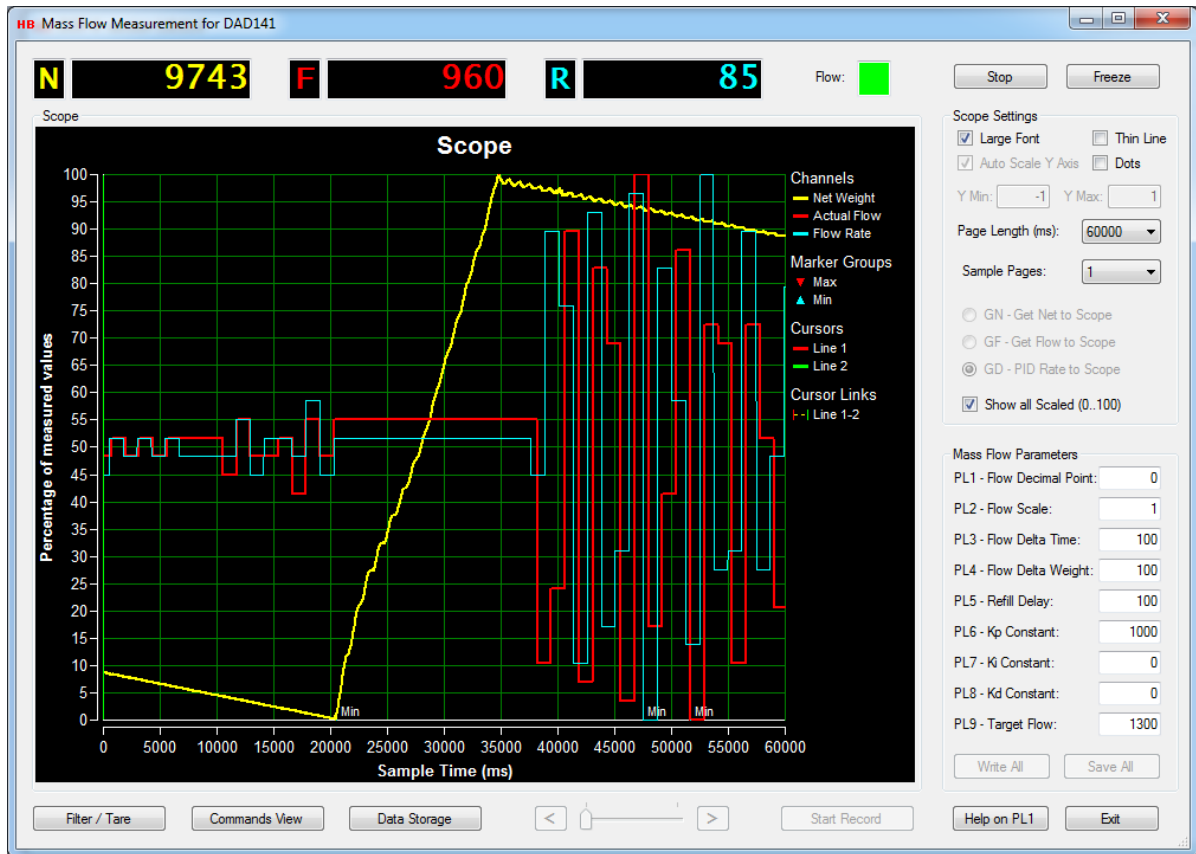 HB Mass Flow Measurement for DAD141
N 9743 F 960 R 85 Flow: Stop Freeze
Scope
Scope
100
95
90
85
80
75
70
65
60
55
50
45
40
35
30
25
20
15
10
5
0
Percentage of measured values
0 5000 10000 15000 20000 25000 30000 35000 40000 45000 50000 55000 60000
Sample Time (ms)
Min Min Min
Channels
Net Weight
Actual Flow
Flow Rate
Marker Groups
Max
Min
Cursors
Line 1
Line 2
Cursor Links
Line 1-2
Scope Settings
Large Font Thin Line
Auto Scale Y Axis Dots
Y Min: -1 Y Max: 1
Page Length (ms): 60000
Sample Pages: 1
GN - Get Net to Scope
GF - Get Flow to Scope
GD - PID Rate to Scope
Show all Scaled (0..100)
Mass Flow Parameters
PL1 - Flow Decimal Point: 0
PL2 - Flow Scale: 1
PL3 - Flow Delta Time: 100
PL4 - Flow Delta Weight: 100
PL5 - Refill Delay: 100
PL6 - Kp Constant: 1000
PL7 - Ki Constant: 0
PL8 - Kd Constant: 0
PL9 - Target Flow: 1300
Write All Save All
Filter / Tare Commands View Data Storage < > Start Record Help on PL1 Exit